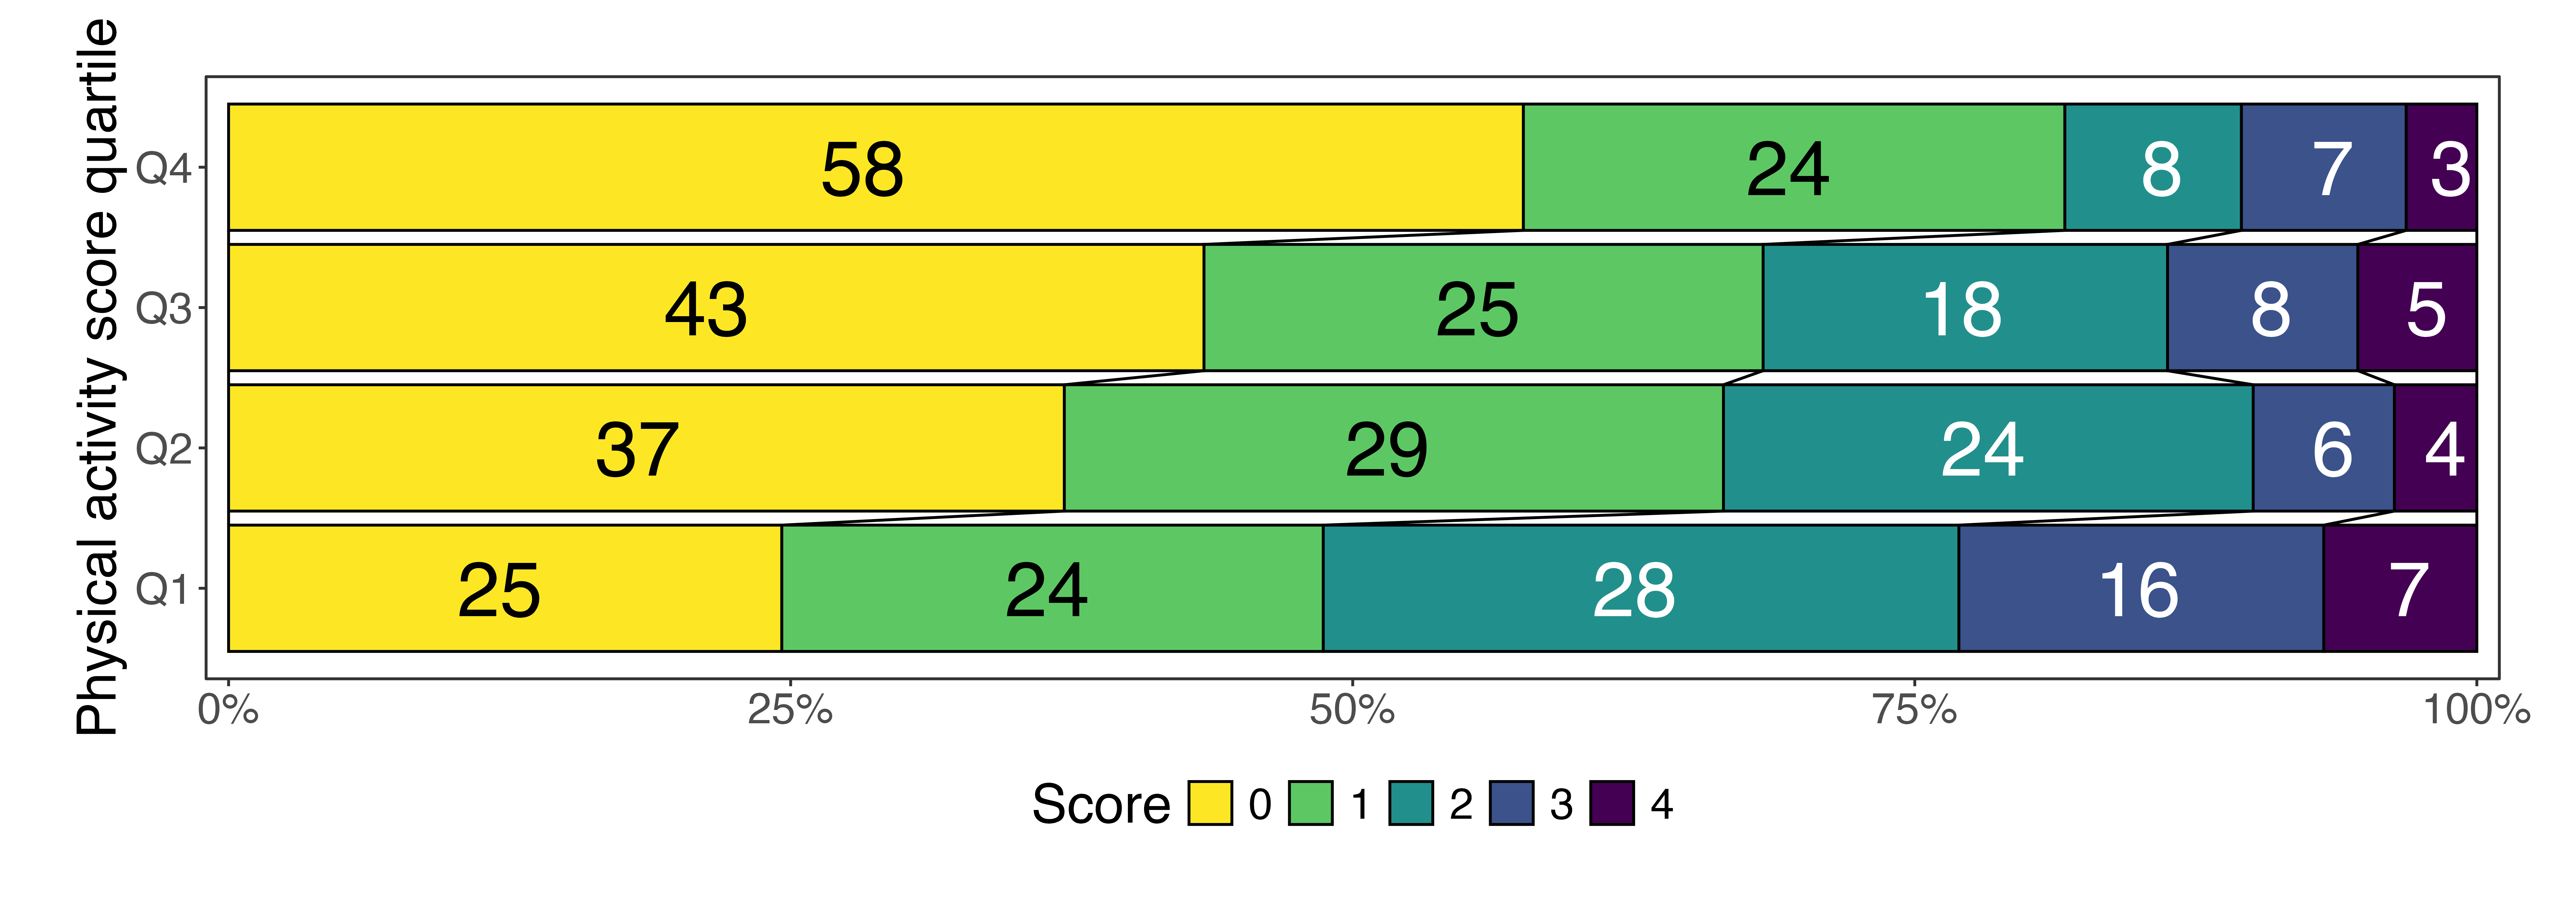 Physical activity score quartile
Q4 58 24 8 7 3
Q3 43 25 18 8 5
Q2 37 29 24 6 4
Q1 25 24 28 16 7
0% 25% 50% 75% 100%
Score 0 1 2 3 4